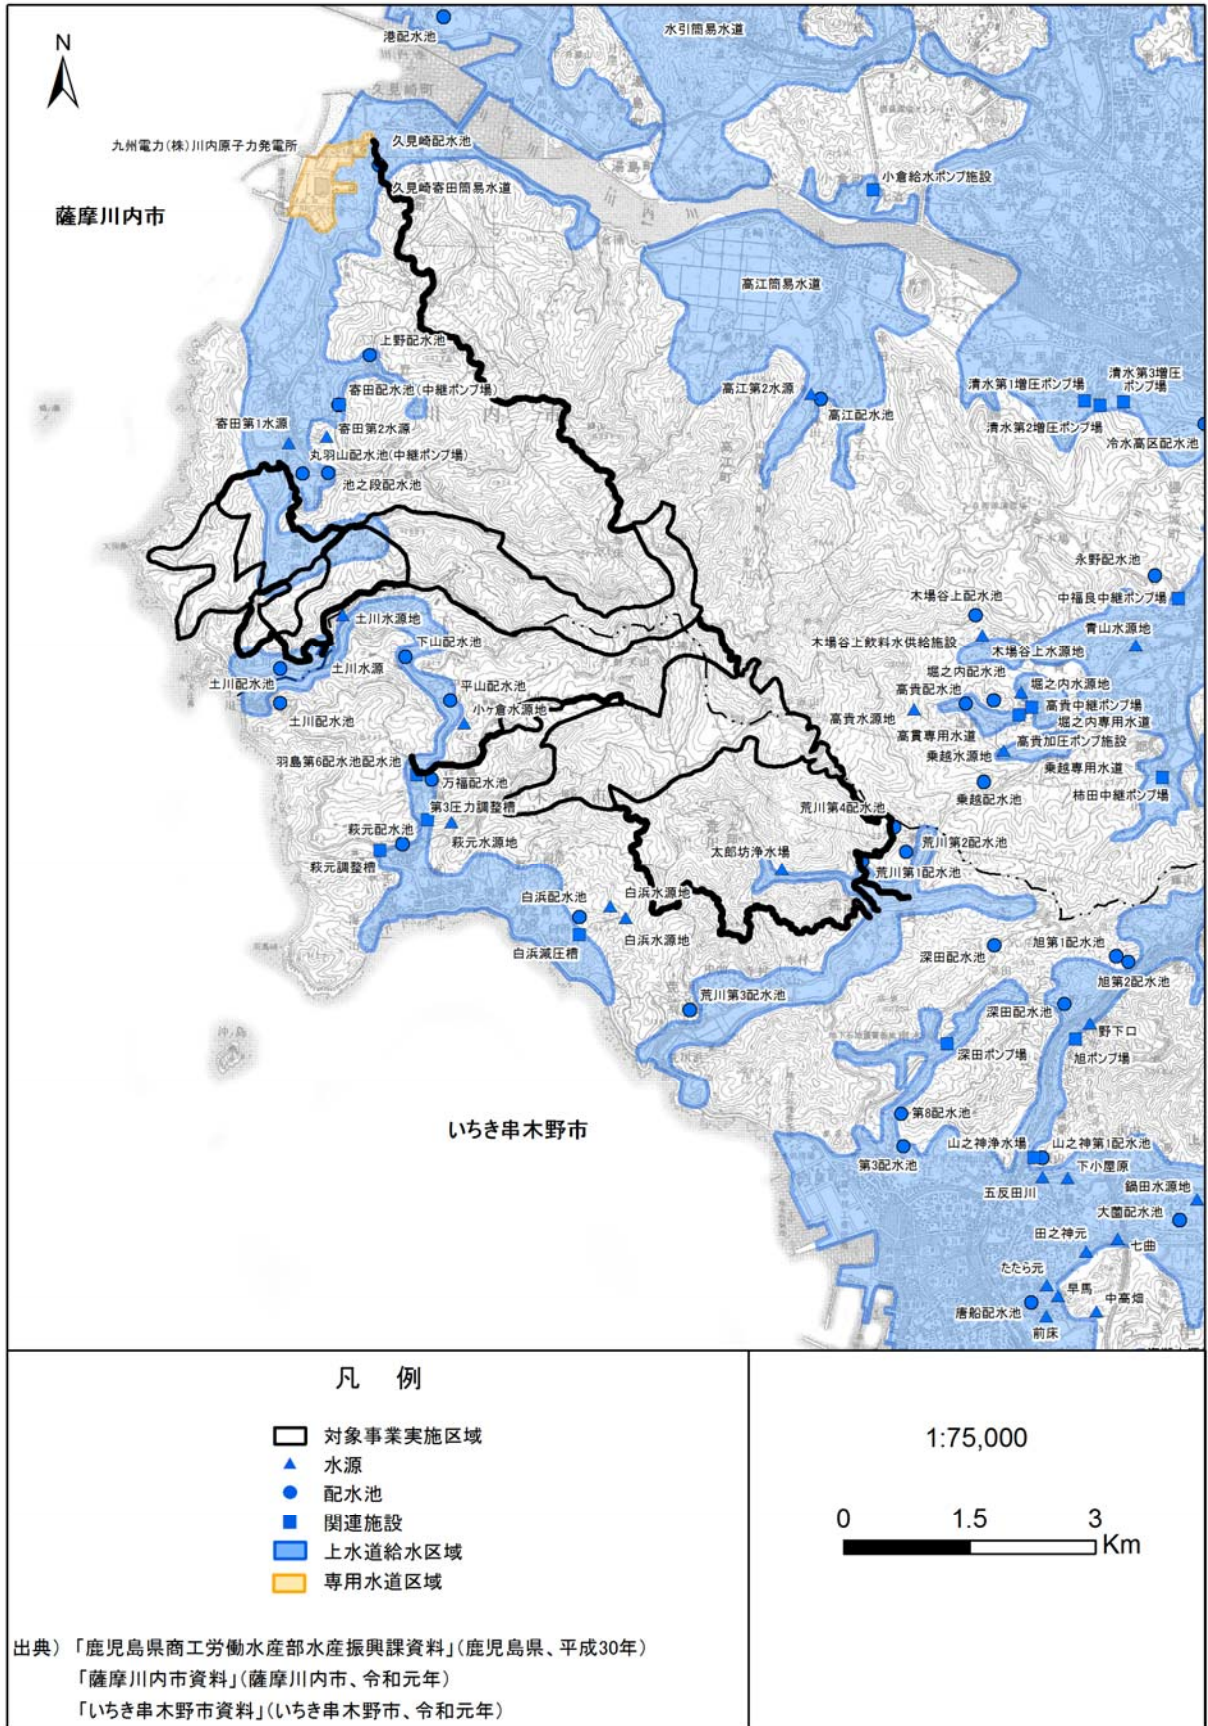 港配水池
水引簡易水道
N
久見崎町
九州電力(株)川内原子力発電所
久見崎配水池
湯島町
小倉給水ポンプ施設
久見崎寄田簡易水道
薩摩川内市
高江簡易水道
上野配水池
寄田配水池(中継ポンプ場)
高江第2水源
高江配水池
清水第1増圧ポンプ場
清水第3増圧
ポンプ場
清水第2増圧ポンプ場
冷水高区配水池
寄田第1水源
寄田第2水源
丸羽山配水池(中継ポンプ場)
池之段配水池
高江町
永野配水池
木場谷上配水池
中福良中継ポンプ場
土川水源地
下山配水池
木場谷上飲料水供給施設
青山水源地
木場谷上水源地
土川水源
土川配水池
平山配水池
堀之内配水池
堀之内水源地
高貴配水池
高貴中継ポンプ場
土川配水池
小ヶ倉水源地
高貴水源地
堀之内専用水道
高貫専用水道
高貴加圧ポンプ施設
羽島第6配水池配水池
乗越水源地
乗越専用水道
万福配水池
乗越配水池
柿田中継ポンプ場
第3圧力調整槽
荒川第4配水池
萩元配水池
萩元水源地
荒川第2配水池
萩元調整槽
太郎坊浄水場
荒川第1配水池
白浜配水池
白浜水源地
白浜水源地
白浜減圧槽
深田配水池
旭第1配水池
旭第2配水池
荒川第3配水池
深田配水池
野下口
沖ノ島
深田ポンプ場
旭ポンプ場
いちき串木野市
第8配水池
第3配水池
山之神浄水場
山之神第1配水池
下小屋原
五反田川
鍋田水源地
大薗配水池
田之神元
七曲
たたら元
早馬
中高畑
唐船配水池
前床
凡 例
対象事業実施区域
水源
配水池
関連施設
上水道給水区域
専用水道区域
1:75,000
0 1.5 3
Km
出典)「鹿児島県商工労働水産部水産振興課資料」(鹿児島県、平成30年)
「薩摩川内市資料」(薩摩川内市、令和元年)
「いちき串木野市資料」(いちき串木野市、令和元年)